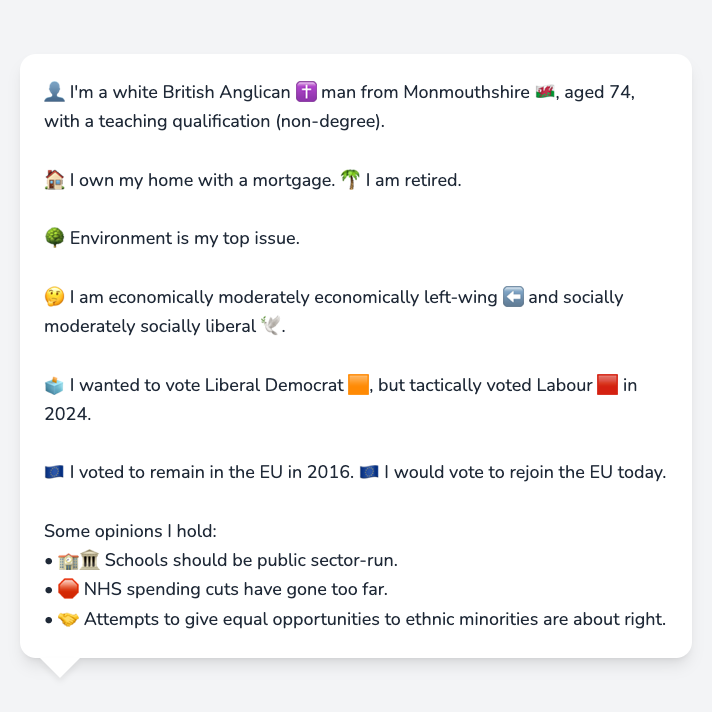 👤 I'm a white British Anglican ✝️ man from Monmouthshire 🏴󠁧󠁢󠁷󠁬󠁳󠁿, aged 74,
with a teaching qualification (non-degree).
🏠 I own my home with a mortgage. 🌴 I am retired.
🌳 Environment is my top issue.
🤔 I am economically moderately economically left-wing ⬅️ and socially
moderately socially liberal 🕊️.
🗳️ I wanted to vote Liberal Democrat 🟧, but tactically voted Labour 🟥 in
2024.
🇪🇺 I voted to remain in the EU in 2016. 🇪🇺 I would vote to rejoin the EU today.
Some opinions I hold:
• 🏫🏛️ Schools should be public sector-run.
• 🛑 NHS spending cuts have gone too far.
• 🤝 Attempts to give equal opportunities to ethnic minorities are about right.